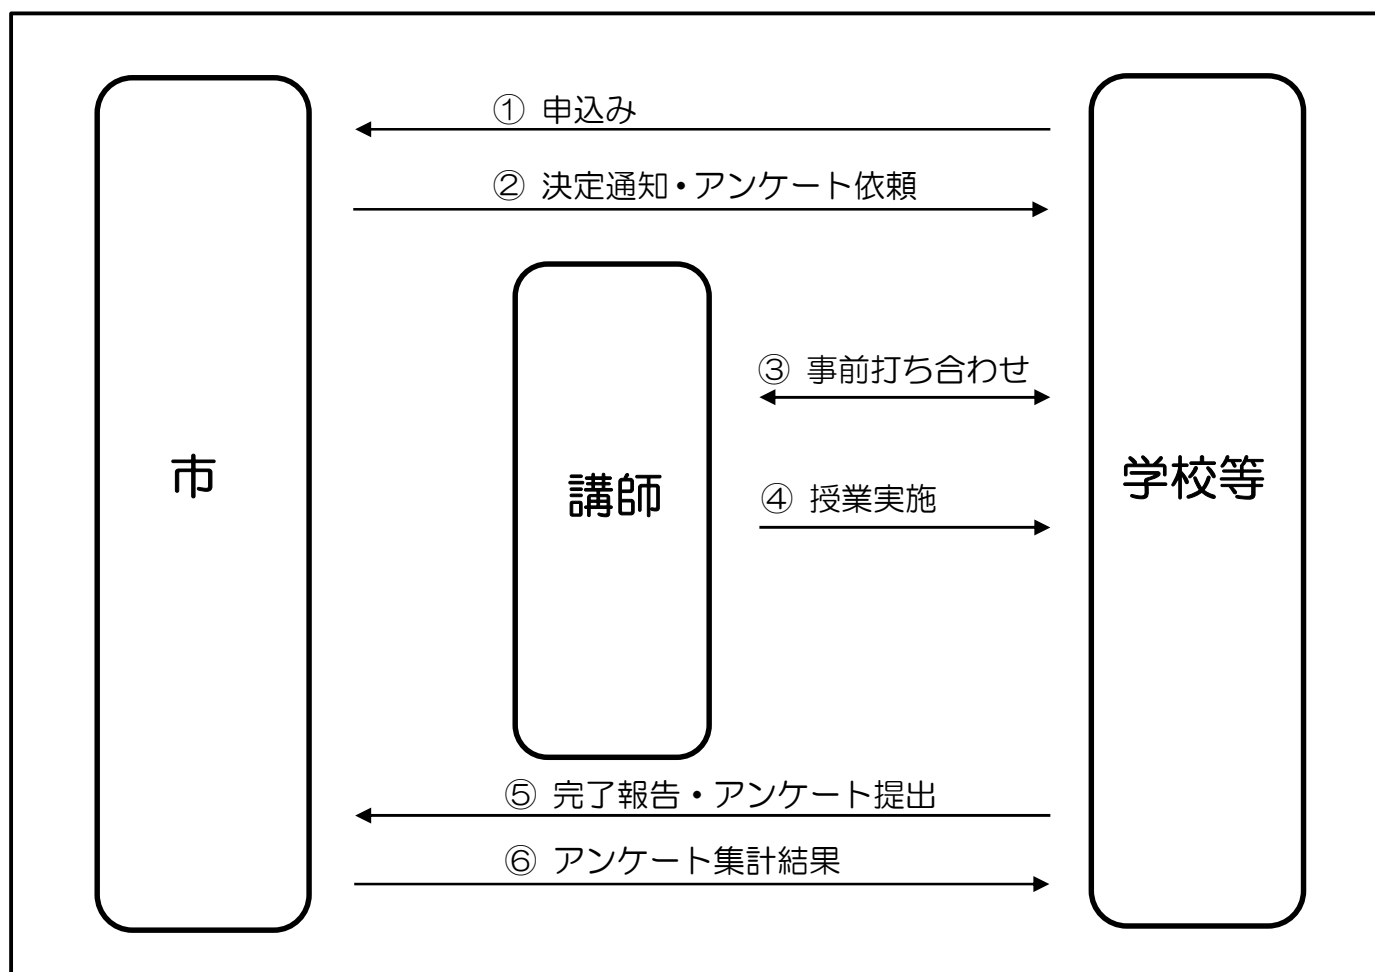 ① 申込み
② 決定通知・アンケート依頼
③ 事前打ち合わせ
市
講師
学校等
④ 授業実施
⑤ 完了報告・アンケート提出
⑥ アンケート集計結果